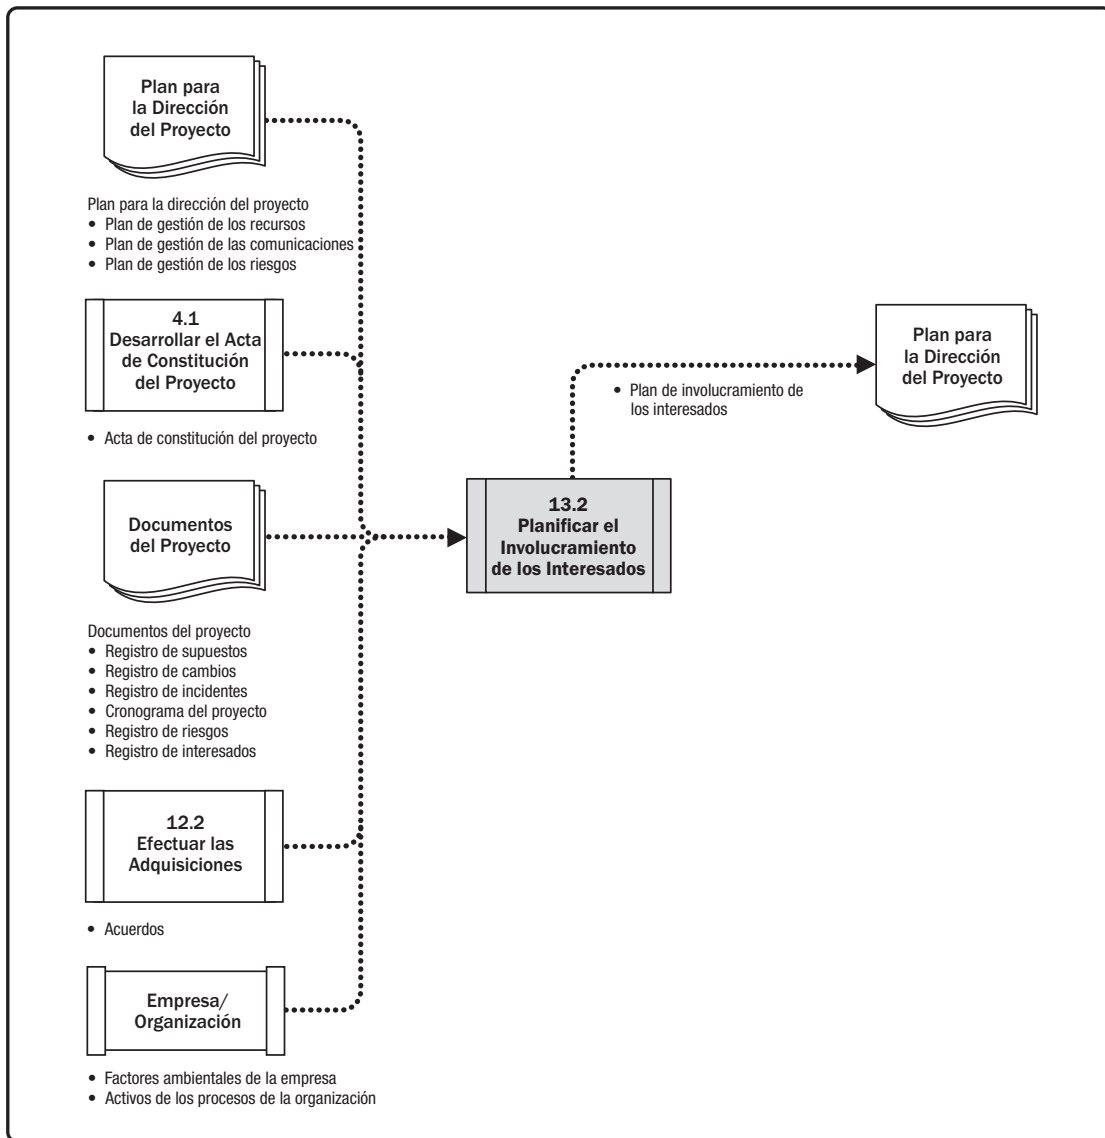 Plan para
la Dirección
del Proyecto
Plan para la dirección del proyecto
• Plan de gestión de los recursos
• Plan de gestión de las comunicaciones
• Plan de gestión de los riesgos
4.1
Desarrollar el Acta
de Constitución
del Proyecto
• Acta de constitución del proyecto
Documentos
del Proyecto
Documentos del proyecto
• Registro de supuestos
• Registro de cambios
• Registro de incidentes
• Cronograma del proyecto
• Registro de riesgos
• Registro de interesados
12.2
Efectuar las
Adquisiciones
• Acuerdos
Empresa/
Organización
• Factores ambientales de la empresa
• Activos de los procesos de la organización
13.2
Planificar el
Involucramiento
de los Interesados
• Plan de involucramiento de
los interesados
Plan para
la Dirección
del Proyecto